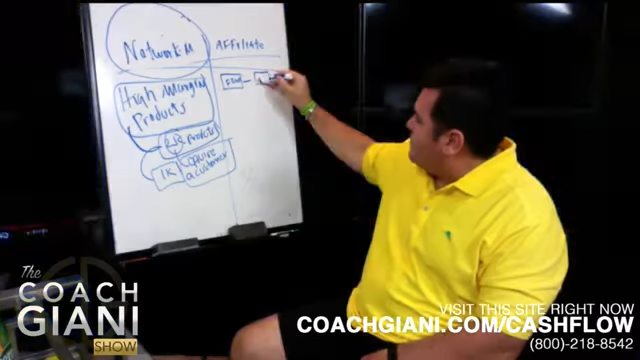 Network M
Affiliate
High Margin
Products
Products
1K
acquire
a customer
The
COACH
GIANI
SHOW
VISIT THIS SITE RIGHT NOW
COACHGIANI.COM/CASHFLOW
(800)-218-8542